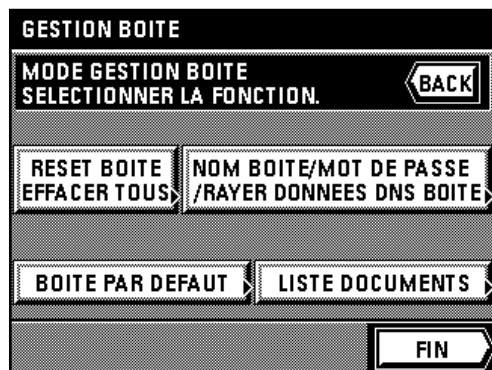 GESTION BOITE
MODE GESTION BOITE
SELECTIONNER LA FONCTION.
BACK
RESET BOITE
EFFACER TOUS
NOM BOITE/MOT DE PASSE
/RAYER DONNEES DNS BOITE
BOITE PAR DEFAUT
LISTE DOCUMENTS
FIN